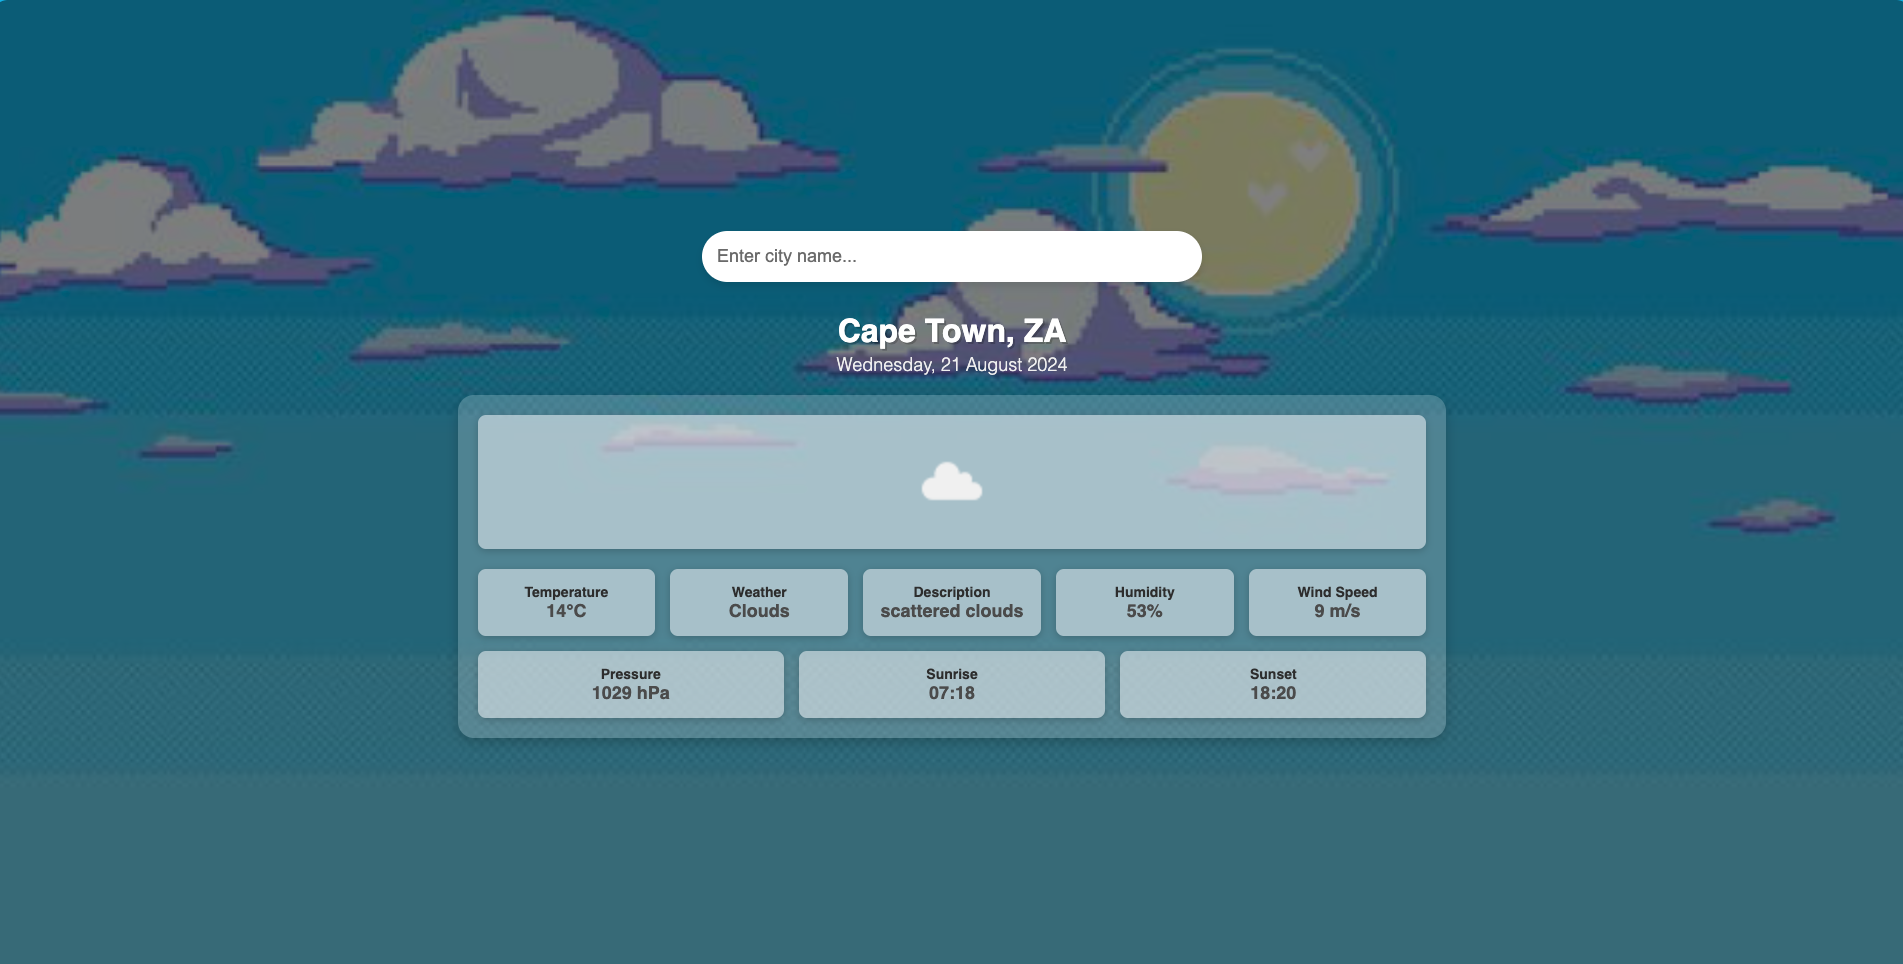 Enter city name...
Cape Town, ZA
Wednesday, 21 August 2024
Temperature
14°C
Weather
Clouds
Description
scattered clouds
Humidity
53%
Wind Speed
9 m/s
Pressure
1029 hPa
Sunrise
07:18
Sunset
18:20